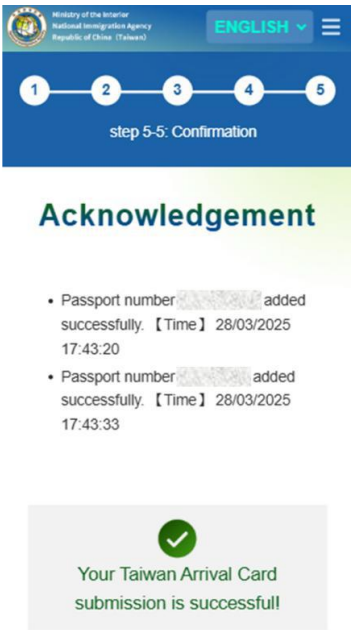 Ministry of the Interior
National Immigration Agency
Republic of China (Taiwan)
ENGLISH
1 2 3 4 5
step 5-5: Confirmation
Acknowledgement
• Passport number added
successfully. 【Time】 28/03/2025
17:43:20
• Passport number added
successfully. 【Time】 28/03/2025
17:43:33
Your Taiwan Arrival Card
submission is successful!